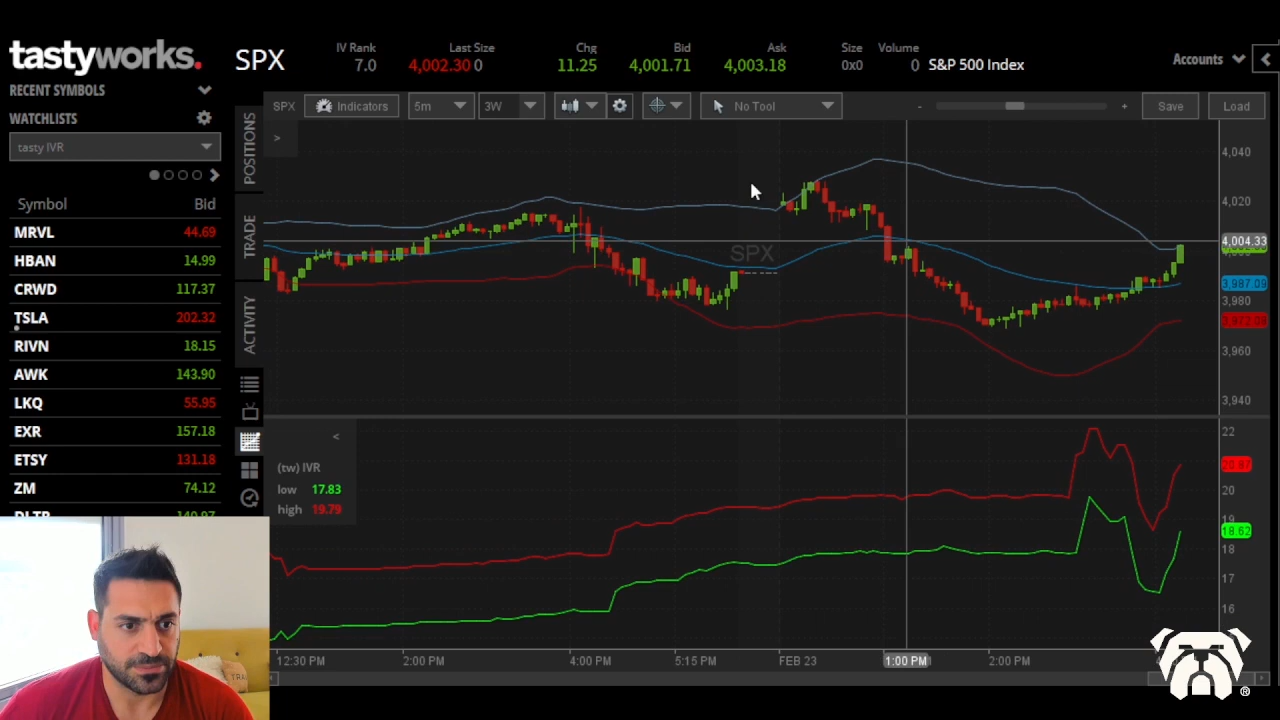 tastyworks.
SPX
IV Rank
7.0
Last Size
4,002.30 0
Chg
11.25
Bid
4,001.71
Ask
4,003.18
Size
0x0
Volume
0
S&P 500 Index
Accounts
RECENT SYMBOLS
WATCHLISTS
tasty IVR
Symbol Bid
MRVL 44.69
HBAN 14.99
CRWD 117.37
TSLA 202.32
RIVN 18.15
AWK 143.90
LKQ 55.95
EXR 157.18
ETSY 131.18
ZM 74.12
POSITIONS
TRADE
ACTIVITY
SPX Indicators 5m 3W No Tool - + Save Load
>
SPX
4,040
4,020
4,004.33
3,987.09
3,980
3,960
3,940
<
(tw) IVR
low 17.83
high 19.79
22
20
19
18.62
18
17
16
12:30 PM 2:00 PM 4:00 PM 5:15 PM FEB 23 1:00 PM 2:00 PM
®